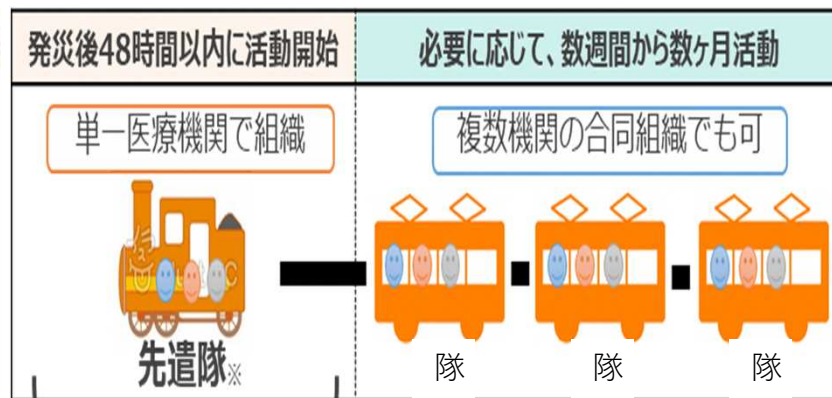 発災後48時間以内に活動開始
必要に応じて、数週間から数ヶ月活動
単一医療機関で組織
複数機関の合同組織でも可
先遣隊※
隊
隊
隊